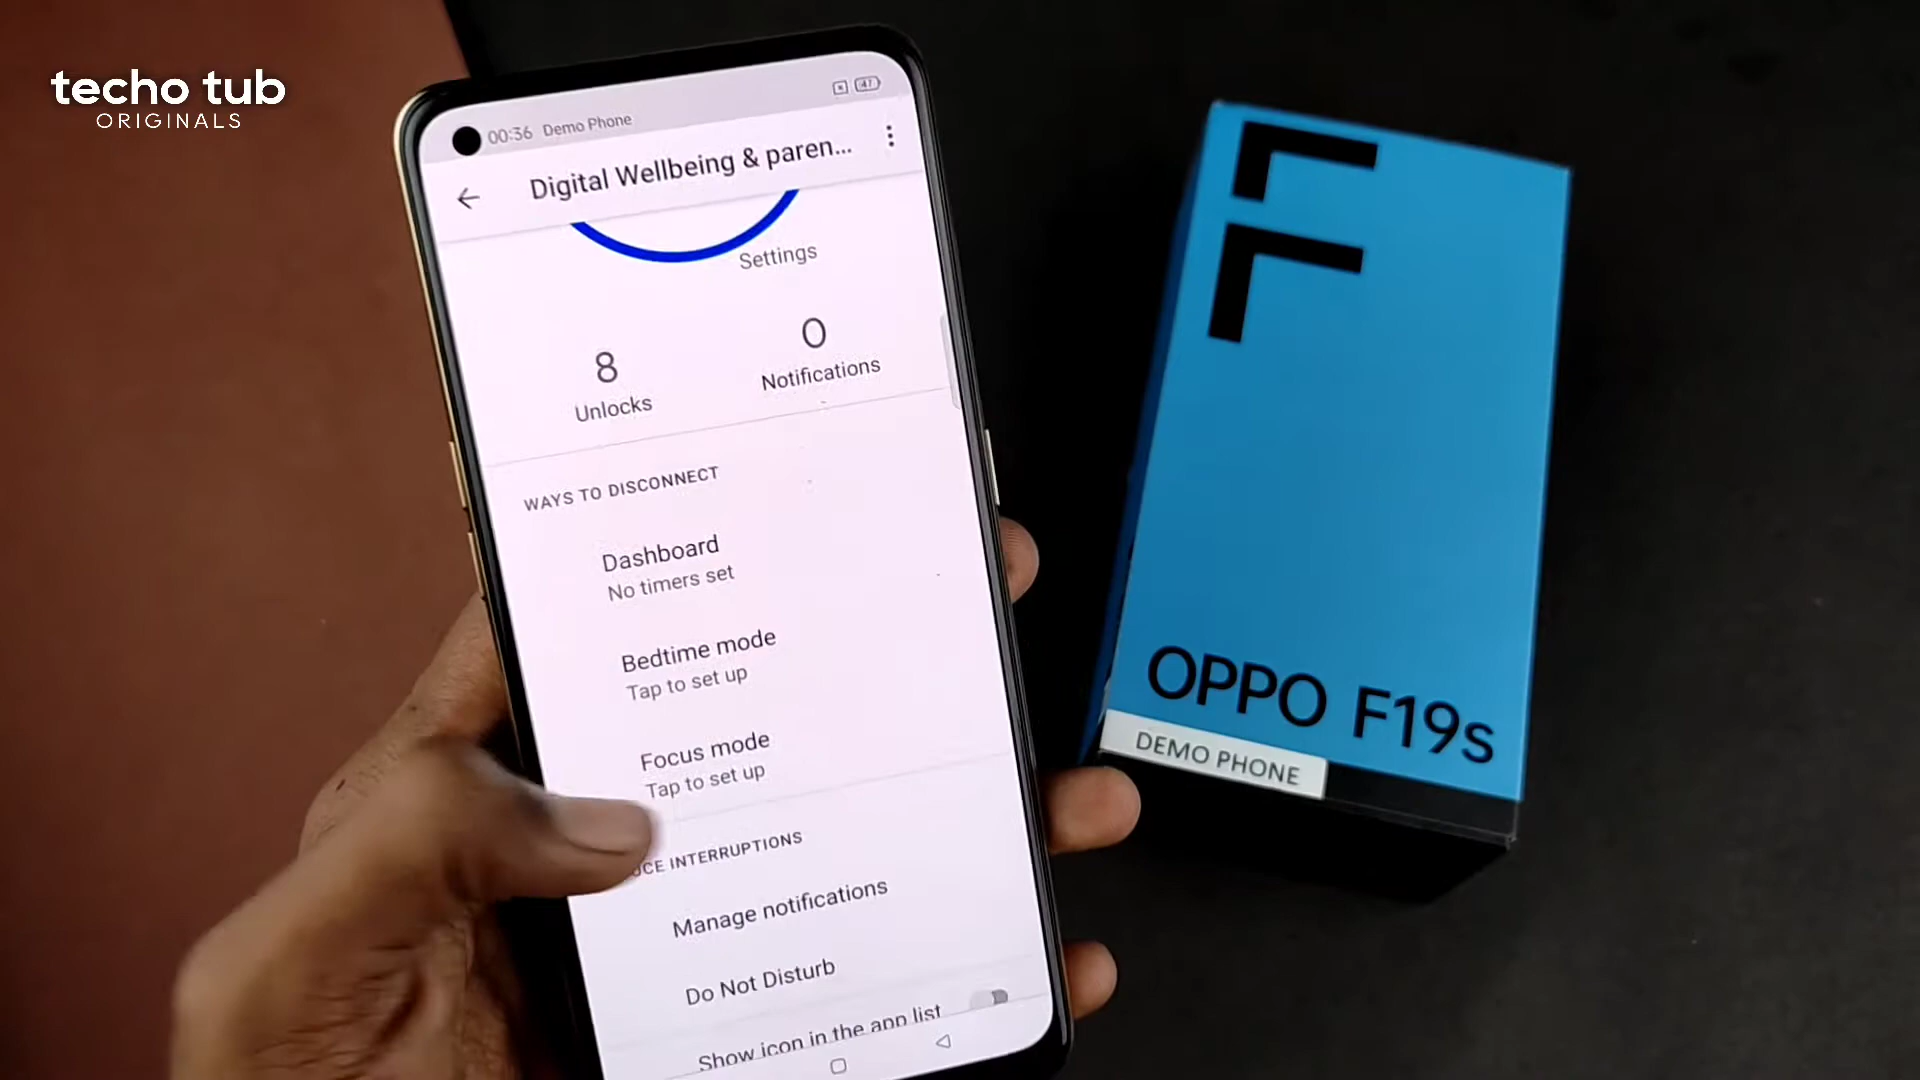 techo tub
ORIGINALS
00:36 Demo Phone
47
Digital Wellbeing & paren...
Settings
8
Unlocks
0
Notifications
WAYS TO DISCONNECT
Dashboard
No timers set
Bedtime mode
Tap to set up
Focus mode
Tap to set up
UCE INTERRUPTIONS
Manage notifications
Do Not Disturb
Show icon in the app list
F
OPPO F19s
DEMO PHONE